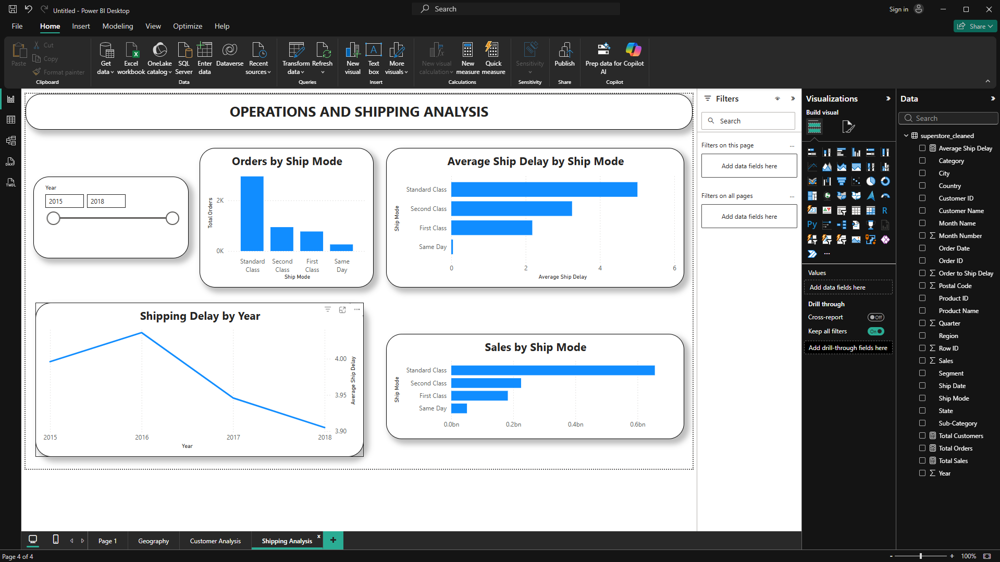 Untitled - Power BI Desktop
Search
Sign in
File Home Insert Modeling View Optimize Help
Share
Paste
Cut
Copy
Format painter
Clipboard
Get data
Excel workbook
OneLake catalog
SQL Server
Enter data
Dataverse
Recent sources
Data
Transform data
Refresh
Queries
New visual
Text box
More visuals
Insert
New visual calculation
New measure
Quick measure
Calculations
Sensitivity
Sensitivity
Publish
Share
Prep data for AI
Copilot
Copilot
OPERATIONS AND SHIPPING ANALYSIS
Year
2015 2018
Orders by Ship Mode
Total Orders
2K
0K
Standard Class
Second Class
First Class
Same Day
Ship Mode
Average Ship Delay by Ship Mode
Ship Mode
Standard Class
Second Class
First Class
Same Day
0 2 4 6
Average Ship Delay
Shipping Delay by Year
4.00
3.95
3.90
Average Ship Delay
2015 2016 2017 2018
Year
Sales by Ship Mode
Ship Mode
Standard Class
Second Class
First Class
Same Day
0.0bn 0.2bn 0.4bn 0.6bn
Ship Mode
Filters
Search
Filters on this page
Add data fields here
Filters on all pages
Add data fields here
Visualizations
Build visual
123
R
Py
Values
Add data fields here
Drill through
Cross-report
Off
Keep all filters
On
Add drill-through fields here
Data
Search
superstore_cleaned
Average Ship Delay
Category
City
Country
Customer ID
Customer Name
Month Name
Month Number
Order Date
Order ID
Order to Ship Delay
Postal Code
Product ID
Product Name
Quarter
Region
Row ID
Sales
Segment
Ship Date
Ship Mode
State
Sub-Category
Total Customers
Total Orders
Total Sales
Year
DAX
TMDL
Page 1
Geography
Customer Analysis
Shipping Analysis
x
+
Page 4 of 4
- + 100%